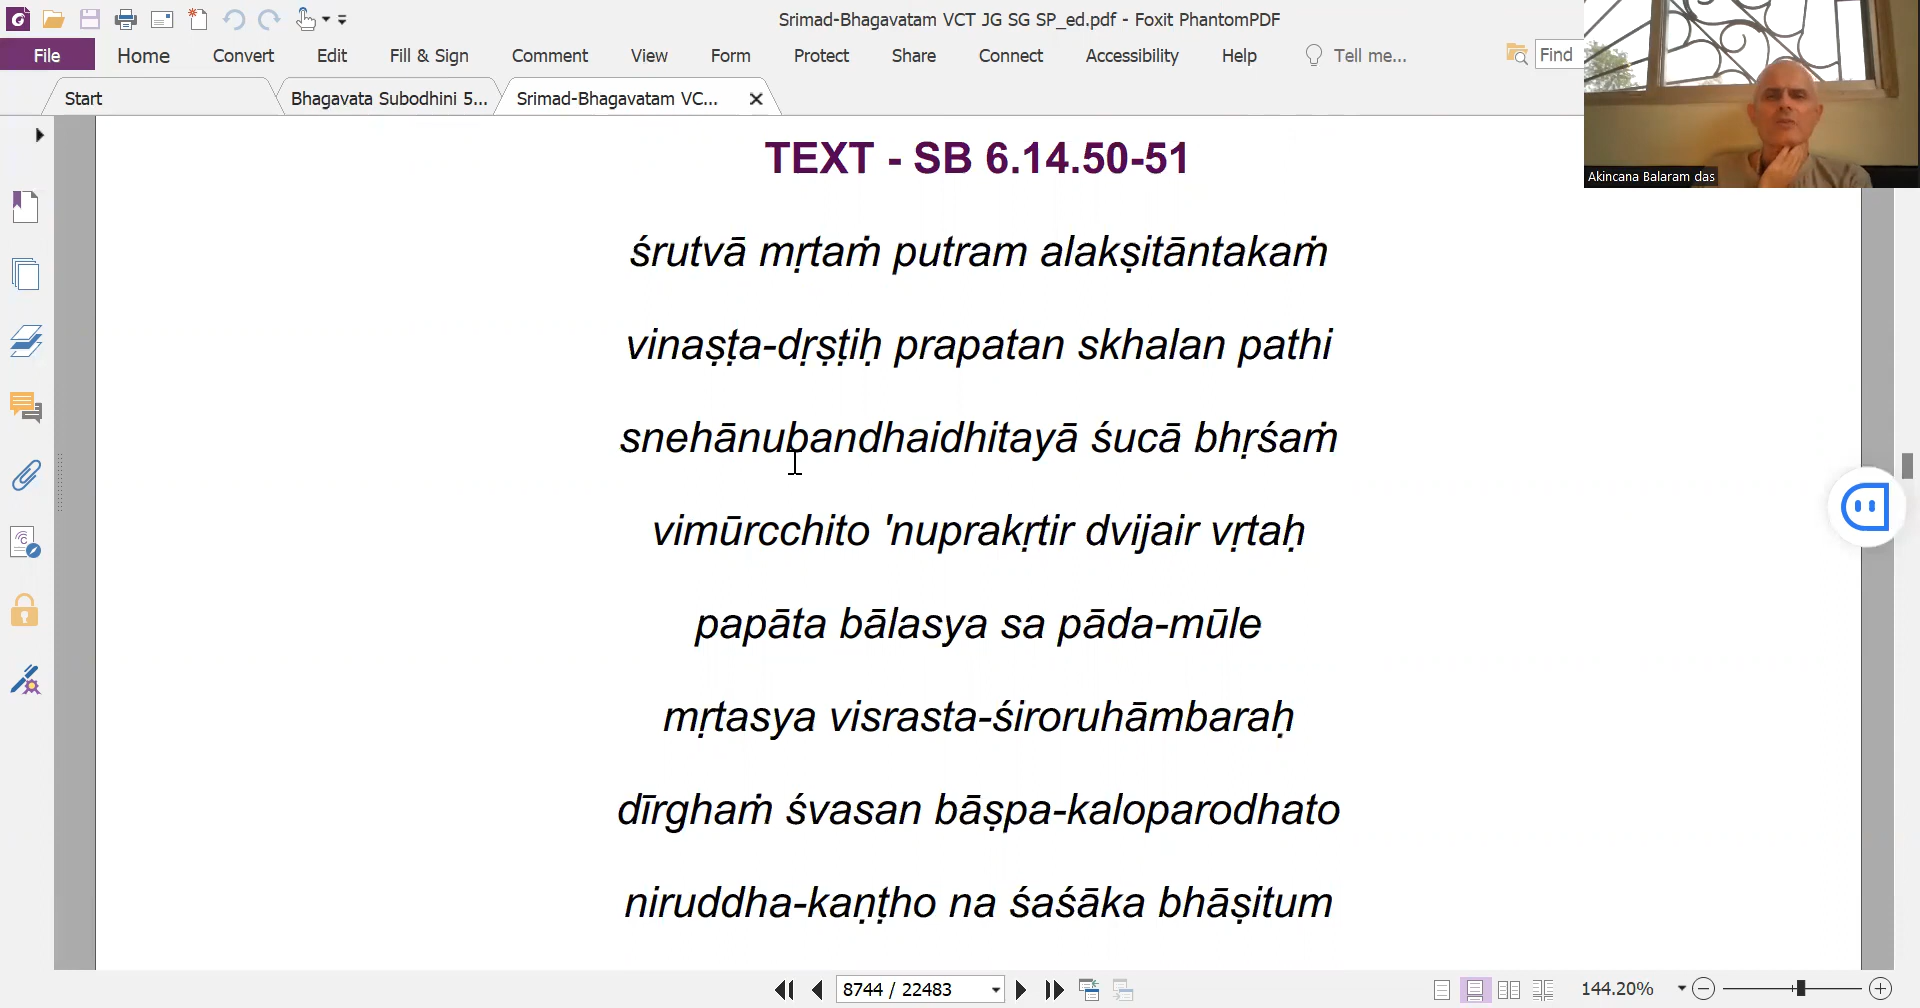 Srimad-Bhagavatam VCT JG SG SP_ed.pdf - Foxit PhantomPDF
File Home Convert Edit Fill & Sign Comment View Form Protect Share Connect Accessibility Help Tell me... Find
Start Bhagavata Subodhini 5... Srimad-Bhagavatam VC...
Akincana Balaram das
TEXT - SB 6.14.50-51
śrutvā mṛtaṁ putram alakṣitāntakaṁ
vinaṣṭa-dṛṣṭiḥ prapatan skhalan pathi
snehānubandhaidhitayā śucā bhṛśaṁ
vimūrcchito 'nuprakṛtir dvijair vṛtaḥ
papāta bālasya sa pāda-mūle
mṛtasya visrasta-śiroruhāmbaraḥ
dīrghaṁ śvasan bāṣpa-kaloparodhato
niruddha-kaṇṭho na śaśāka bhāṣitum
8744 / 22483 144.20%